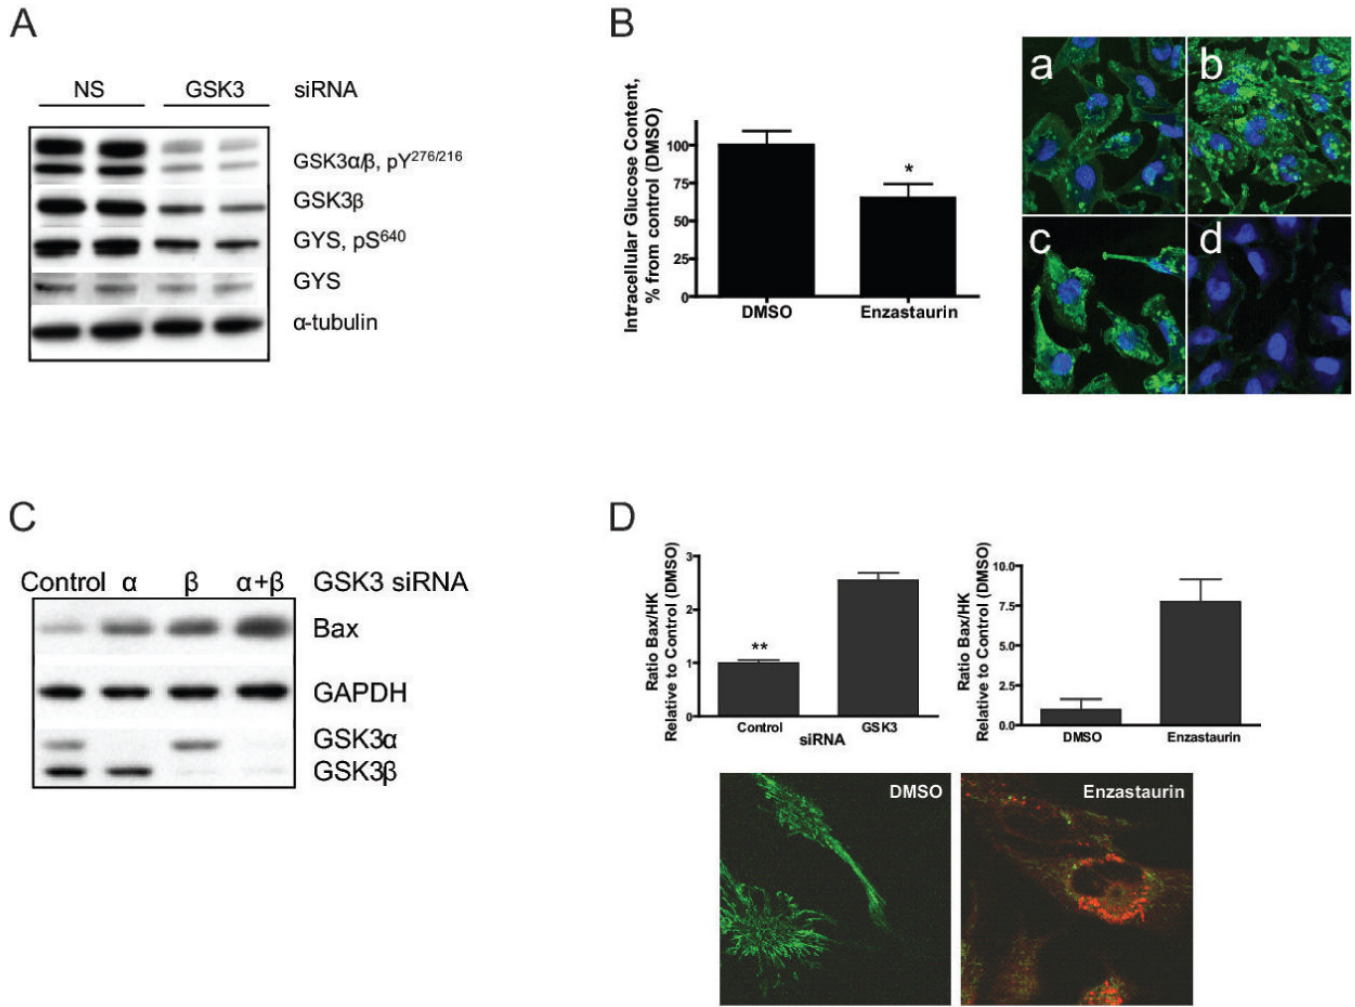 A
NS GSK3 siRNA
GSK3α/β, pY276/216
GSK3β
GYS, pS640
GYS
α-tubulin
B
Intracellular Glucose Content,
% from control (DMSO)
100
75
50
25
0
*
DMSO Enzastaurin
a b
c d
C
Control α β α+β GSK3 siRNA
Bax
GAPDH
GSK3α
GSK3β
D
Ratio Bax/HK
Relative to Control (DMSO)
3
2
1
0
**
Control GSK3
siRNA
Ratio Bax/HK
Relative to Control (DMSO)
10.0
7.5
5.0
2.5
0.0
DMSO Enzastaurin
DMSO
Enzastaurin